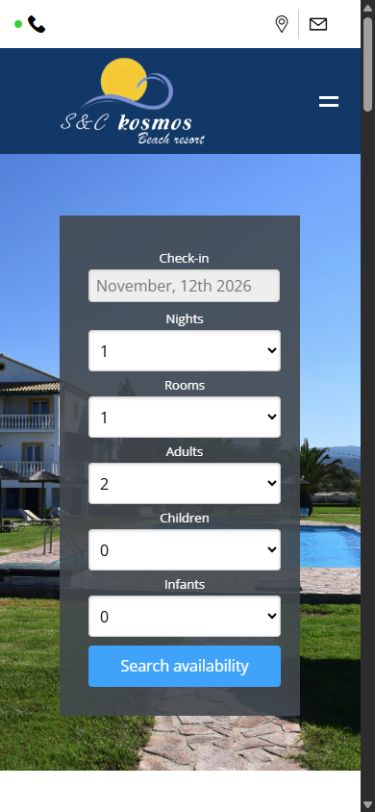 S&C kosmos
Beach resort
Check-in
November, 12th 2026
Nights
1
Rooms
1
Adults
2
Children
0
Infants
0
Search availability